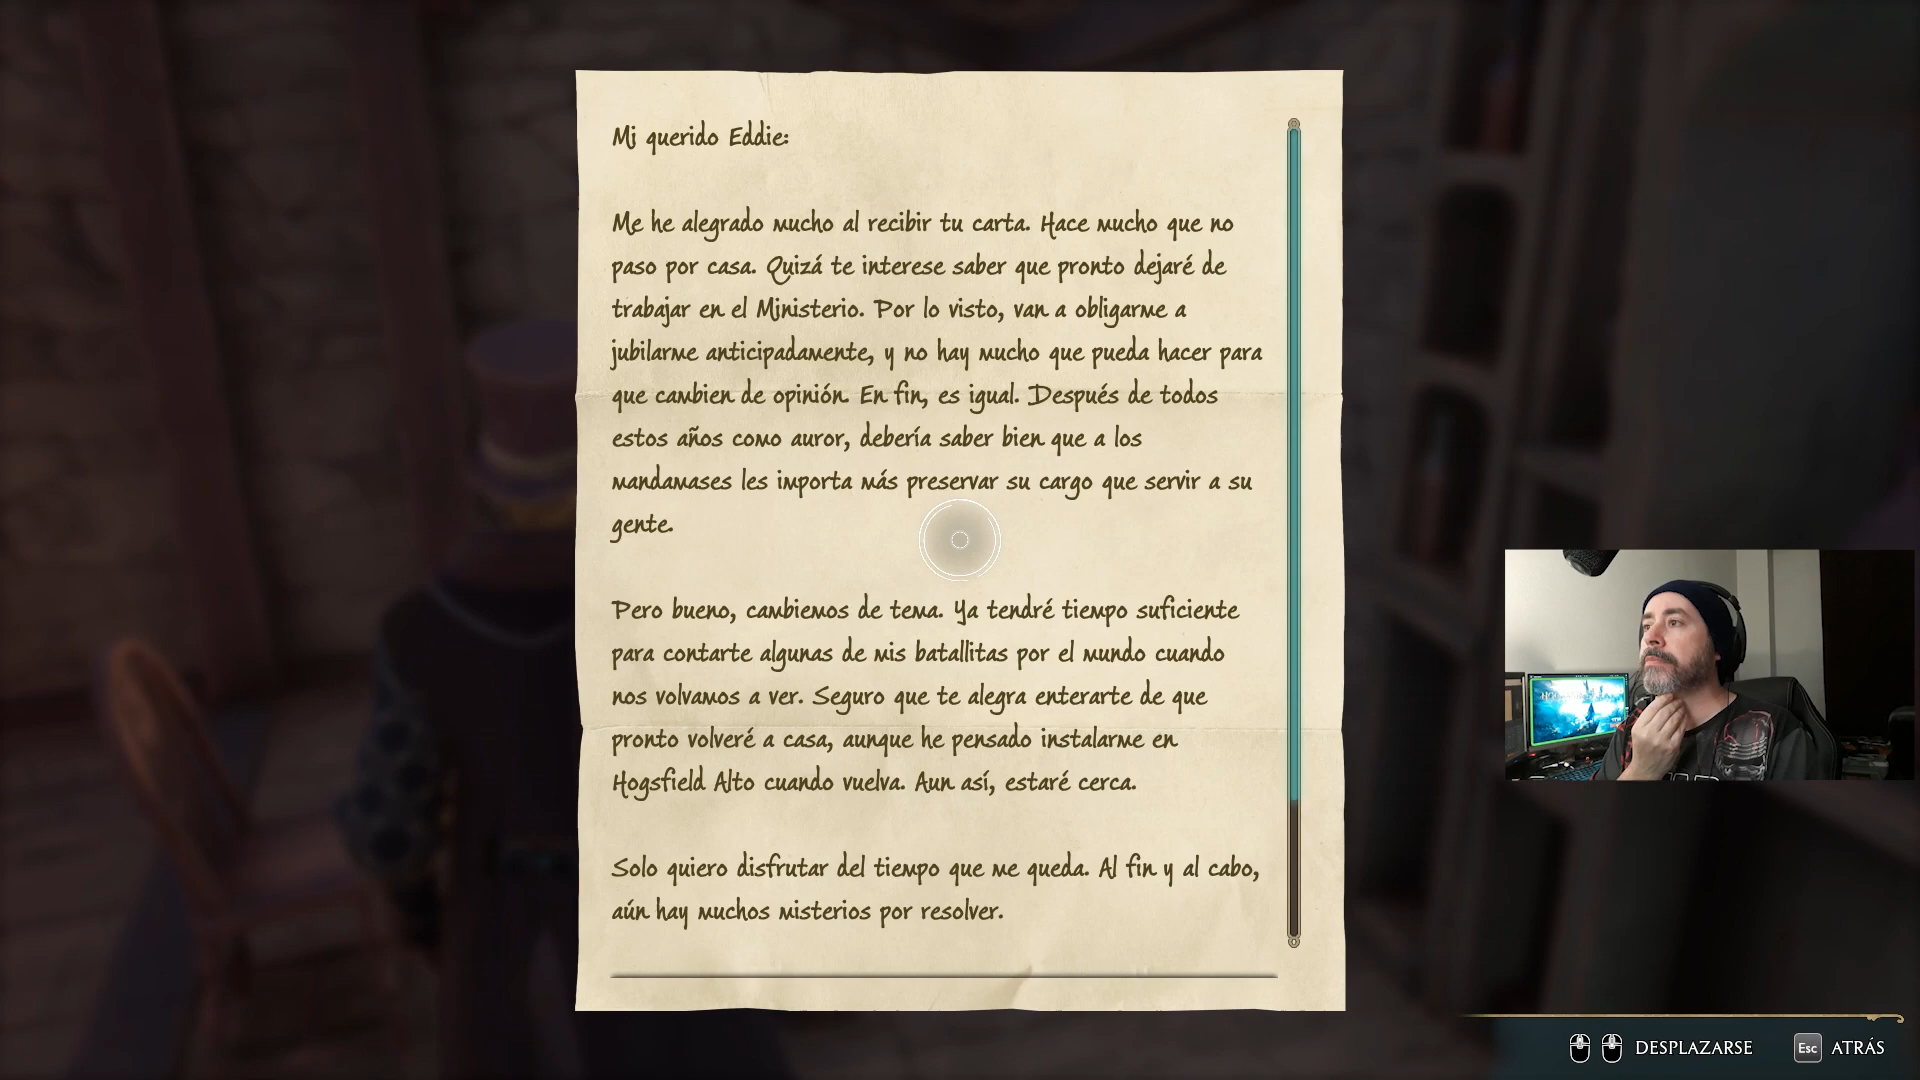 Mi querido Eddie:
Me he alegrado mucho al recibir tu carta. Hace mucho que no
paso por casa. Quizá te interese saber que pronto dejaré de
trabajar en el Ministerio. Por lo visto, van a obligarme a
jubilarme anticipadamente, y no hay mucho que pueda hacer para
que cambien de opinión. En fin, es igual. Después de todos
estos años como auror, debería saber bien que a los
mandamases les importa más preservar su cargo que servir a su
gente.
Pero bueno, cambiemos de tema. Ya tendré tiempo suficiente
para contarte algunas de mis batallitas por el mundo cuando
nos volvamos a ver. Seguro que te alegra enterarte de que
pronto volveré a casa, aunque he pensado instalarme en
Hogsfield Alto cuando vuelva. Aun así, estaré cerca.
Solo quiero disfrutar del tiempo que me queda. Al fin y al cabo,
aún hay muchos misterios por resolver.
DESPLAZARSE Esc ATRÁS